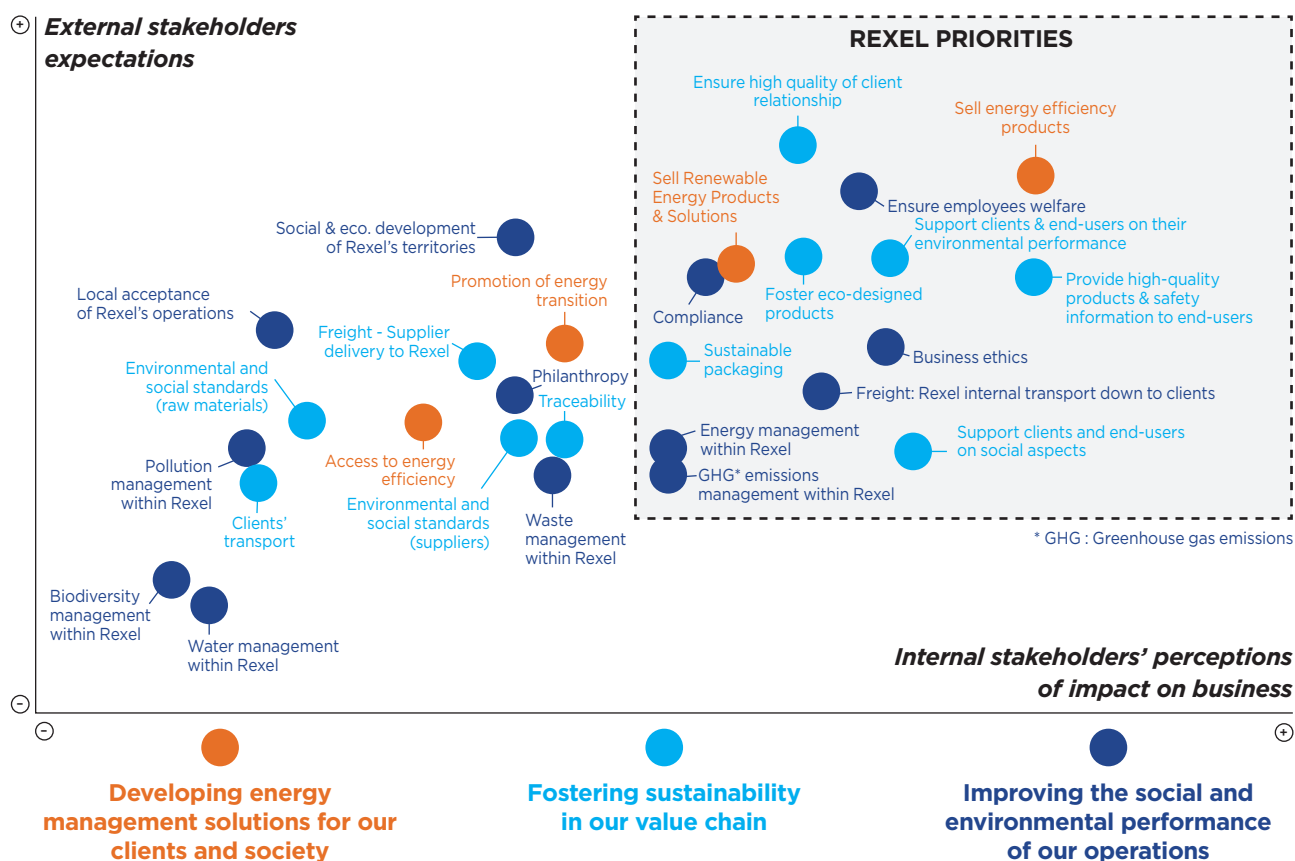 +
External stakeholders
expectations
REXEL PRIORITIES
Ensure high quality of client
relationship
Sell energy efficiency
products
Sell Renewable
Energy Products
& Solutions
Ensure employees welfare
Support clients & end-users on their
environmental performance
Social & eco. development
of Rexel's territories
Promotion of energy
transition
Provide high-quality
products & safety
information to end-users
Foster eco-designed
products
Compliance
Local acceptance
of Rexel's operations
Freight - Supplier
delivery to Rexel
Sustainable
packaging
Business ethics
Environmental and
social standards
(raw materials)
Philanthropy
Traceability
Freight: Rexel internal transport down to clients
Energy management
within Rexel
Support clients and end-users
on social aspects
Access to energy
efficiency
Pollution
management
within Rexel
GHG* emissions
management within Rexel
Environmental and
social standards
(suppliers)
Clients'
transport
Waste
management
within Rexel
* GHG : Greenhouse gas emissions
Biodiversity
management
within Rexel
Water management
within Rexel
Internal stakeholders' perceptions
of impact on business
−
−
+
Developing energy
management solutions for our
clients and society
Fostering sustainability
in our value chain
Improving the social and
environmental performance
of our operations